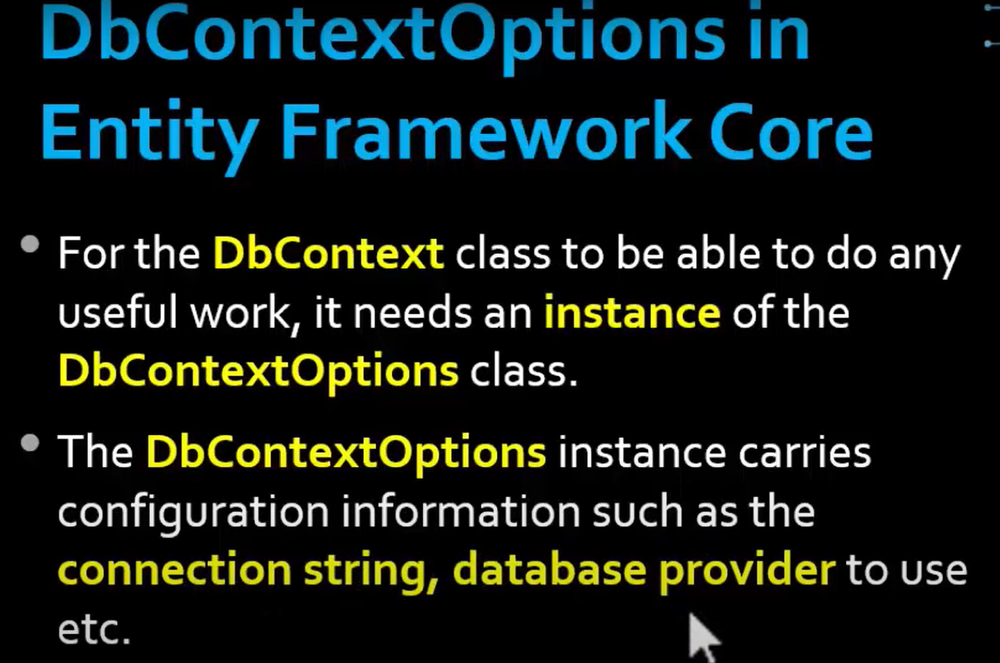 DbContextOptions in
Entity Framework Core
• For the DbContext class to be able to do any
useful work, it needs an instance of the
DbContextOptions class.
• The DbContextOptions instance carries
configuration information such as the
connection string, database provider to use
etc.